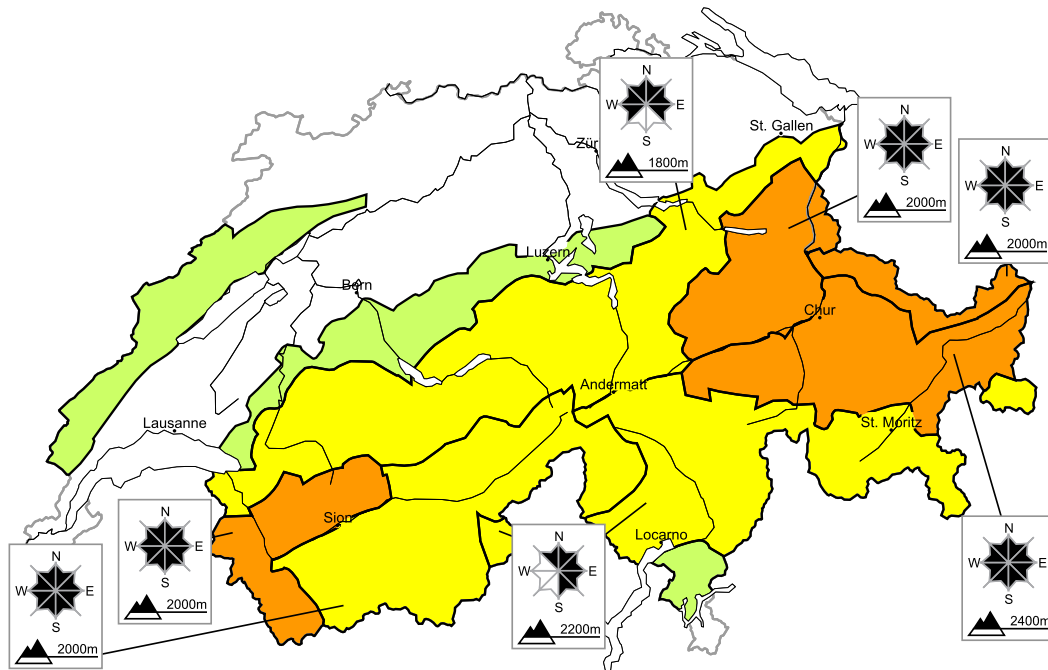 N
W E
S
1800m
N
W E
S
2000m
N
W E
S
2000m
St. Gallen
Zür
Luzern
Bern
Chur
Andermatt
Lausanne
St. Moritz
Sion
Locarno
N
W E
S
2000m
N
W E
S
2000m
N
W E
S
2200m
N
W E
S
2400m